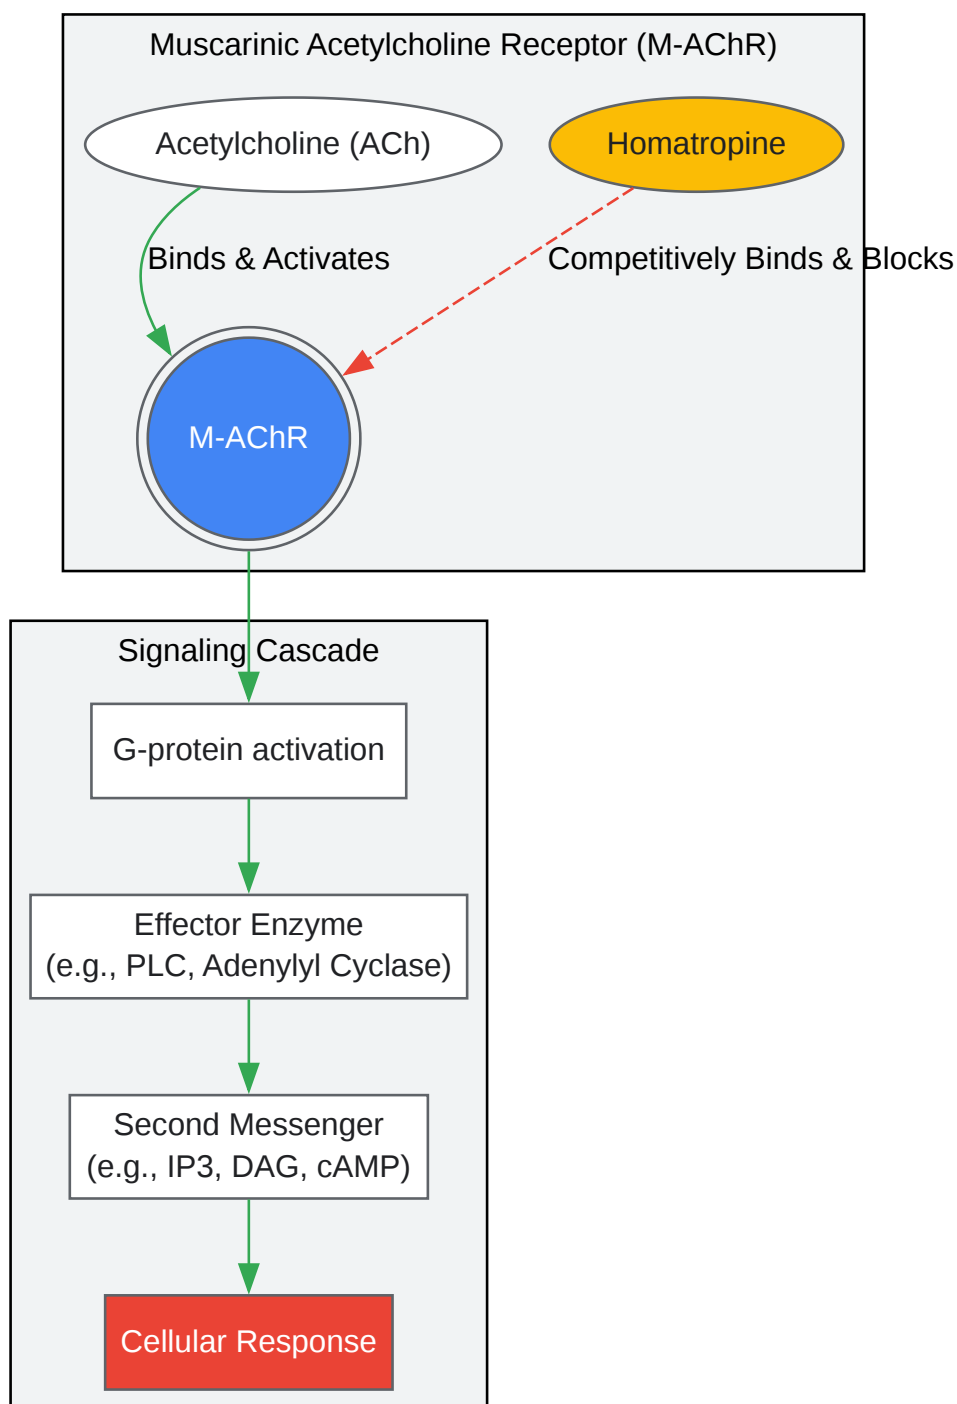 Muscarinic Acetylcholine Receptor (M-AChR)
Acetylcholine (ACh)
Homatropine
Binds & Activates
Competitively Binds & Blocks
M-AChR
Signaling Cascade
G-protein activation
Effector Enzyme
(e.g., PLC, Adenylyl Cyclase)
Second Messenger
(e.g., IP3, DAG, cAMP)
Cellular Response